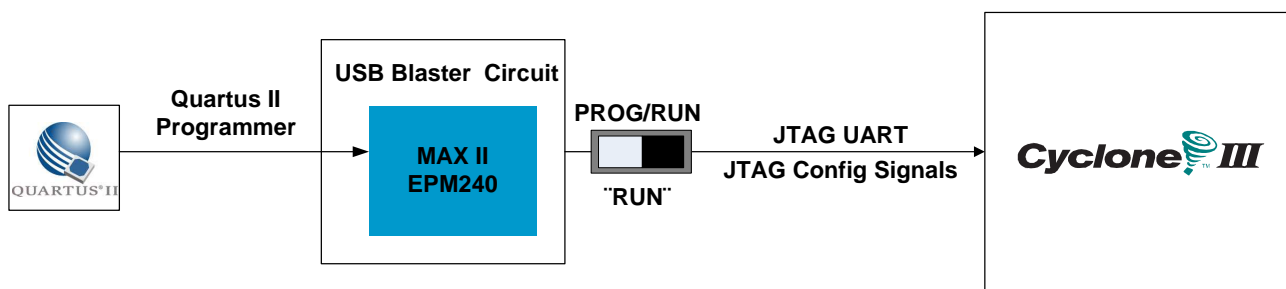 QUARTUS®II
Quartus II
Programmer
USB Blaster Circuit
MAX II
EPM240
PROG/RUN
¨RUN¨
JTAG UART
JTAG Config Signals
Cyclone™ III